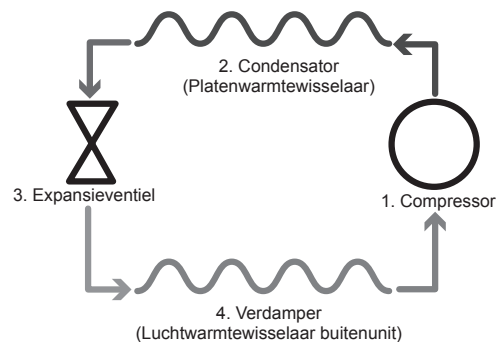 2. Condensator
(Platenwarmtewisselaar)
3. Expansieventiel
1. Compressor
4. Verdamper
(Luchtwarmtewisselaar buitenunit)